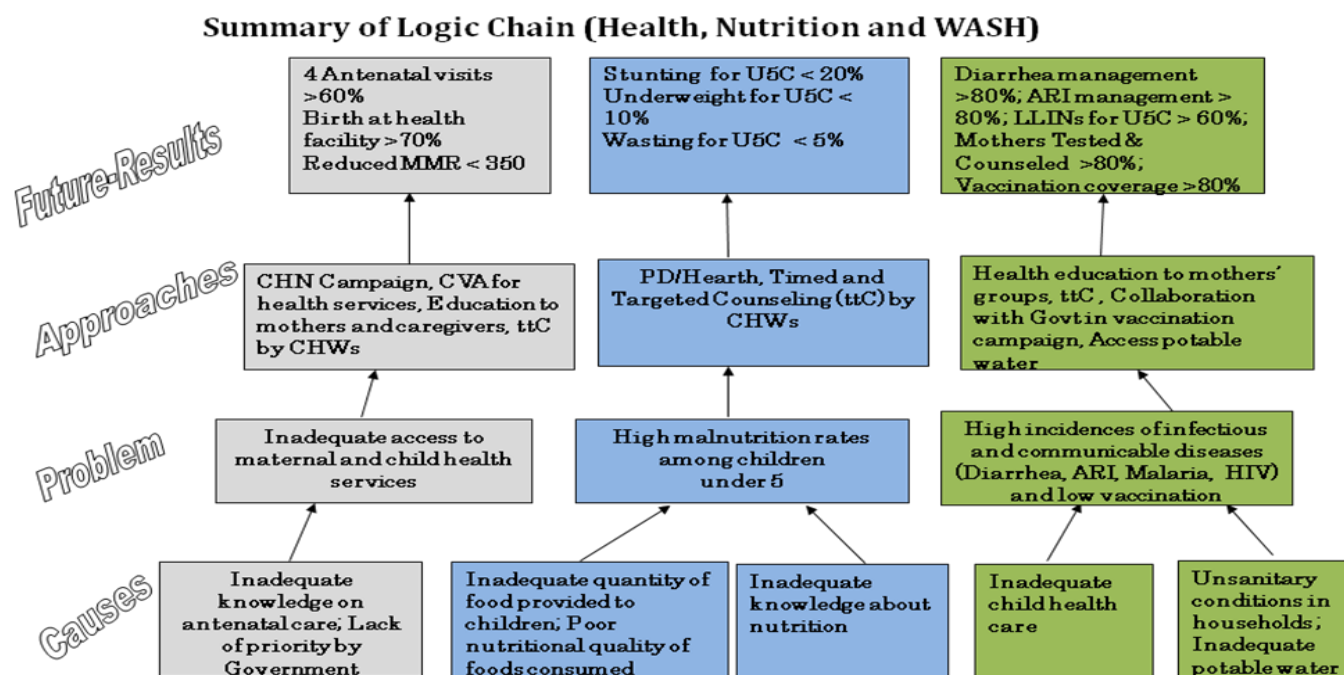 Summary of Logic Chain (Health, Nutrition and WASH)
Future-Results
4 Antenatal visits
>60%
Birth at health
facility >70%
Reduced MMR < 350
Stunting for U5C < 20%
Underweight for U5C <
10%
Wasting for U5C < 5%
Diarrhea management
>80%; ARI management >
80%; LLINs for U5C > 60%;
Mothers Tested &
Counseled >80%;
Vaccination coverage >80%
Approaches
CHN Campaign, CVA for
health services, Education to
mothers and caregivers, ttC
by CHWs
PD/Hearth, Timed and
Targeted Counseling (ttC) by
CHWs
Health education to mothers'
groups, ttC, Collaboration
with Govt in vaccination
campaign, Access potable
water
Problem
Inadequate access to
maternal and child health
services
High malnutrition rates
among children
under 5
High incidences of infectious
and communicable diseases
(Diarrhea, ARI, Malaria, HIV)
and low vaccination
Causes
Inadequate
knowledge on
antenatal care; Lack
of priority by
Government
Inadequate quantity of
food provided to
children; Poor
nutritional quality of
foods consumed
Inadequate
knowledge about
nutrition
Inadequate
child health
care
Unsanitary
conditions in
households;
Inadequate
potable water